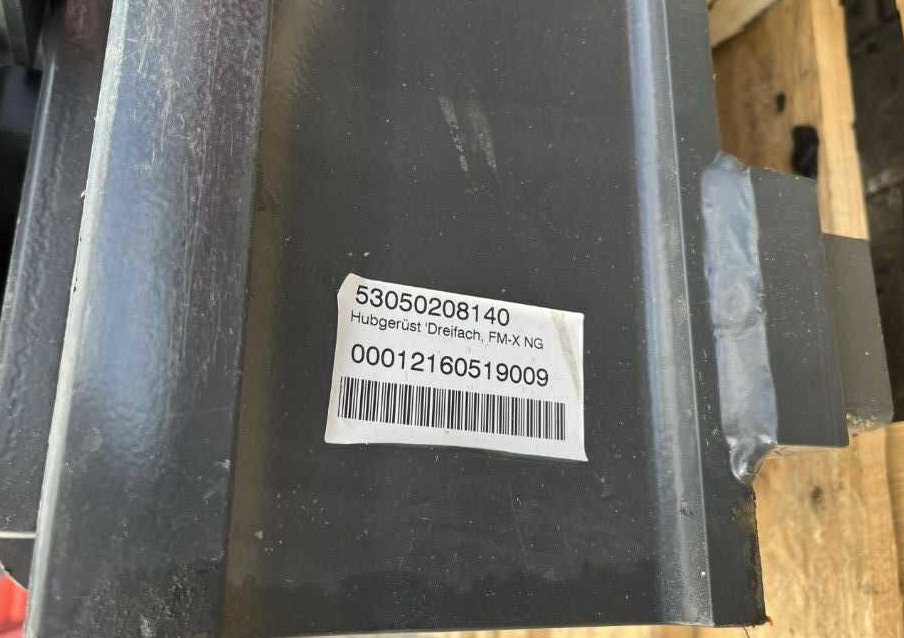 53050208140
Hubgerüst 'Dreifach, FM-X NG
00012160519009